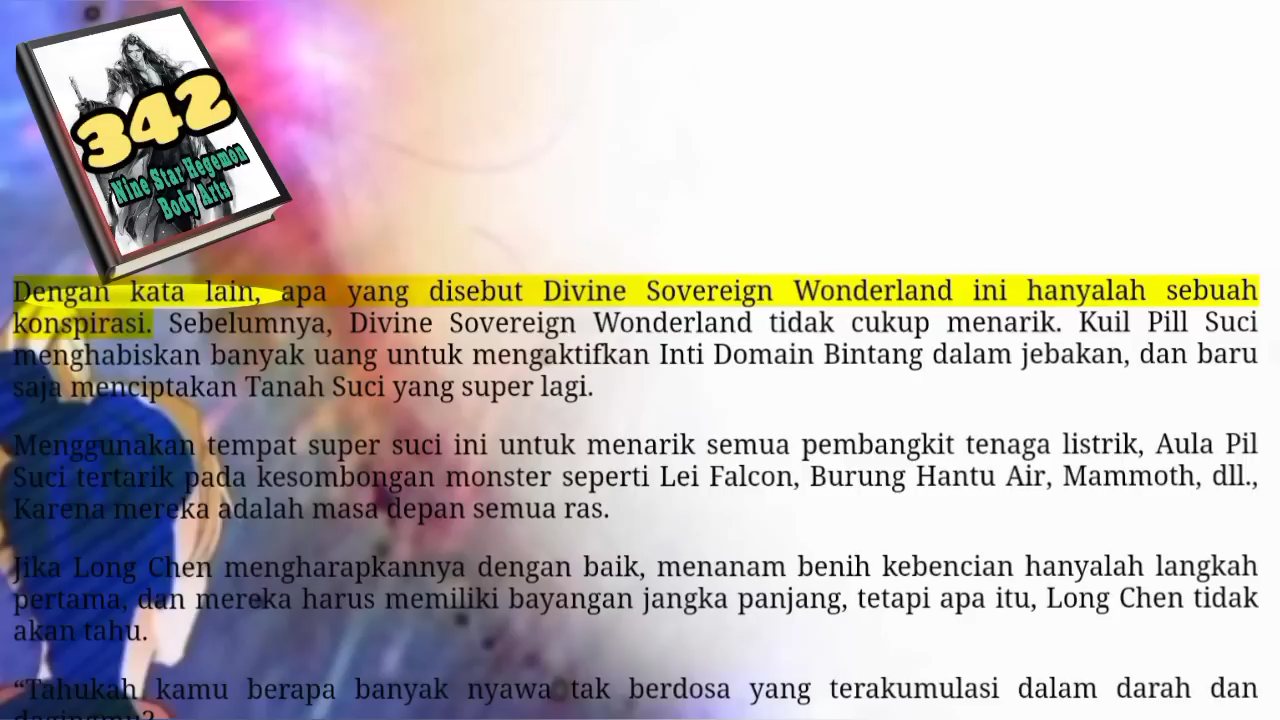 342
Nine Star Hegemon
Body Arts
Dengan kata lain, apa yang disebut Divine Sovereign Wonderland ini hanyalah sebuah
konspirasi. Sebelumnya, Divine Sovereign Wonderland tidak cukup menarik. Kuil Pill Suci
menghabiskan banyak uang untuk mengaktifkan Inti Domain Bintang dalam jebakan, dan baru
saja menciptakan Tanah Suci yang super lagi.
Menggunakan tempat super suci ini untuk menarik semua pembangkit tenaga listrik, Aula Pil
Suci tertarik pada kesombongan monster seperti Lei Falcon, Burung Hantu Air, Mammoth, dll.,
Karena mereka adalah masa depan semua ras.
Jika Long Chen mengharapkannya dengan baik, menanam benih kebencian hanyalah langkah
pertama, dan mereka harus memiliki bayangan jangka panjang, tetapi apa itu, Long Chen tidak
akan tahu.
“Tahukah kamu berapa banyak nyawa tak berdosa yang terakumulasi dalam darah dan
dagingmu?